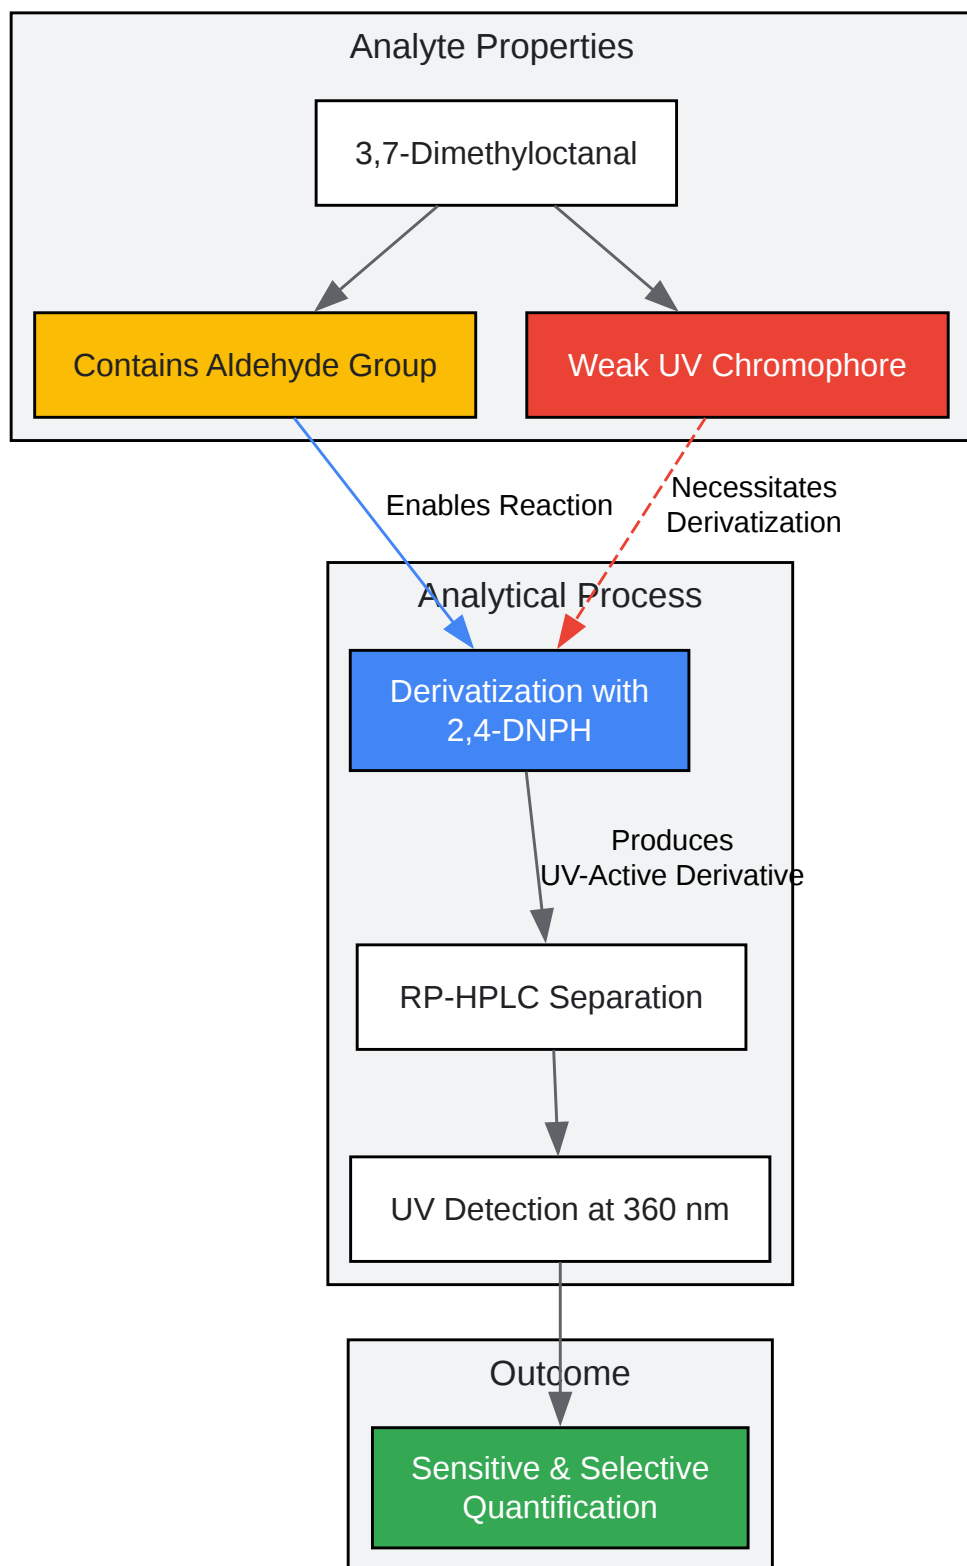 Analyte Properties
3,7-Dimethyloctanal
Contains Aldehyde Group
Weak UV Chromophore
Enables Reaction
Necessitates
Derivatization
Analytical Process
Derivatization with
2,4-DNPH
Produces
UV-Active Derivative
RP-HPLC Separation
UV Detection at 360 nm
Outcome
Sensitive & Selective
Quantification